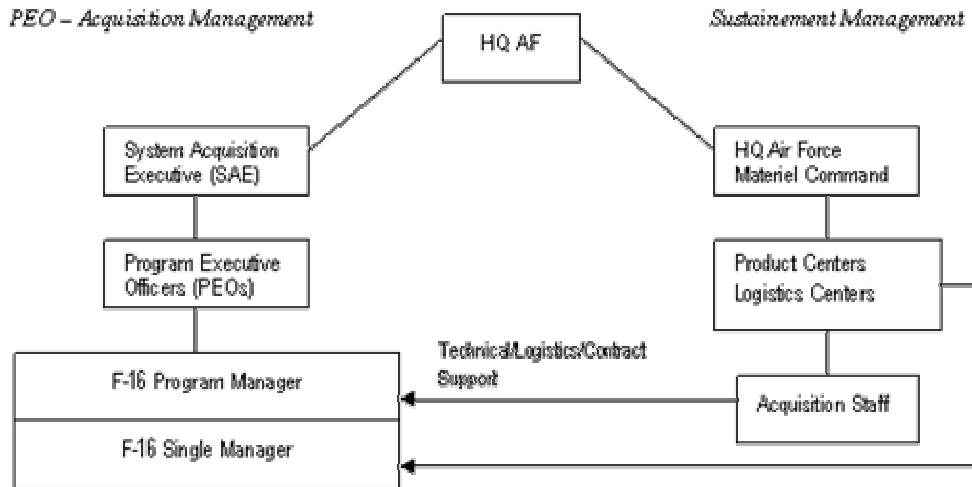 PEO – Acquisition Management
Sustainement Management
HQ AF
System Acquisition
Executive (SAE)
HQ Air Force
Materiel Command
Program Executive
Officers (PEOs)
Product Centers
Logistics Centers
Technical/Logistics/Contract
Support
F-16 Program Manager
Acquisition Staff
F-16 Single Manager